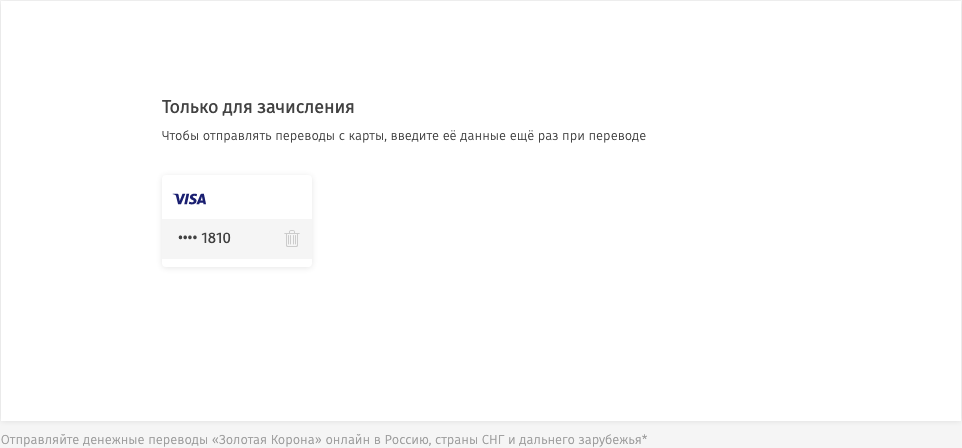 Только для зачисления
Чтобы отправлять переводы с карты, введите её данные ещё раз при переводе
VISA
•••• 1810
Отправляйте денежные переводы «Золотая Корона» онлайн в Россию, страны СНГ и дальнего зарубежья*